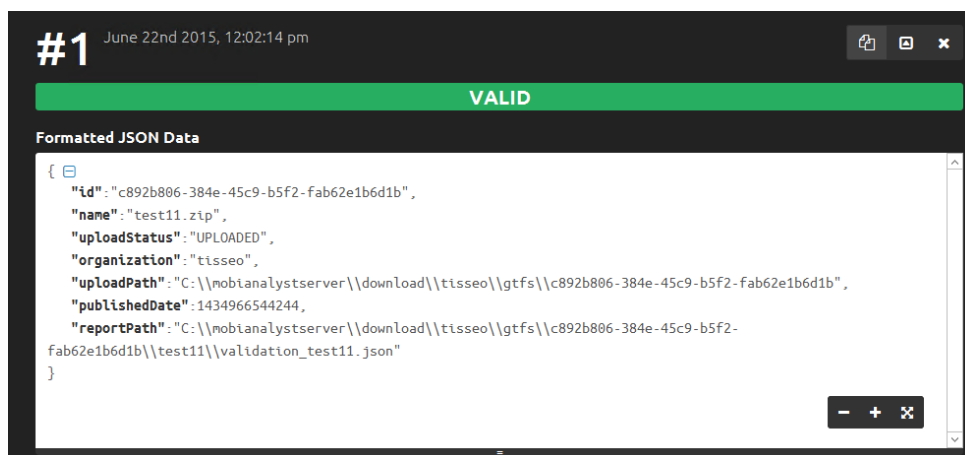 #1 June 22nd 2015, 12:02:14 pm
VALID
Formatted JSON Data
{
"id":"c892b806-384e-45c9-b5f2-fab62e1b6d1b",
"name":"test11.zip",
"uploadStatus":"UPLOADED",
"organization":"tisseo",
"uploadPath":"C:\\mobianalystserver\\download\\tisseo\\gtfs\\c892b806-384e-45c9-b5f2-fab62e1b6d1b",
"publishedDate":1434966544244,
"reportPath":"C:\\mobianalystserver\\download\\tisseo\\gtfs\\c892b806-384e-45c9-b5f2-
fab62e1b6d1b\\test11\\validation_test11.json"
}